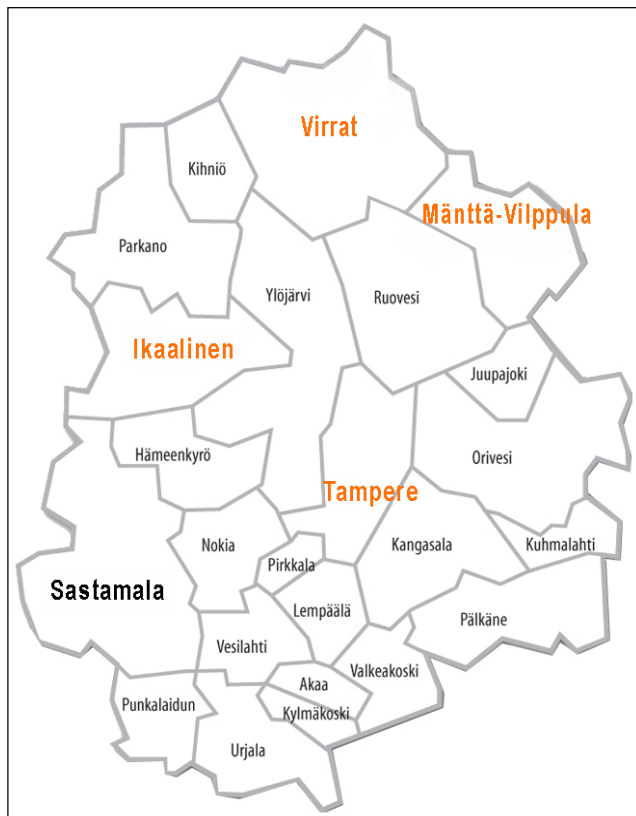 Virrat
Kihniö
Mänttä-Vilppula
Parkano
Ylöjärvi
Ruovesi
Ikaalinen
Juupajoki
Hämeenkyrö
Orivesi
Tampere
Nokia
Kangasala
Kuhmalahti
Pirkkala
Sastamala
Lempäälä
Pälkäne
Vesilahti
Valkeakoski
Akaa
Punkalaidun
Kylmäkoski
Urjala